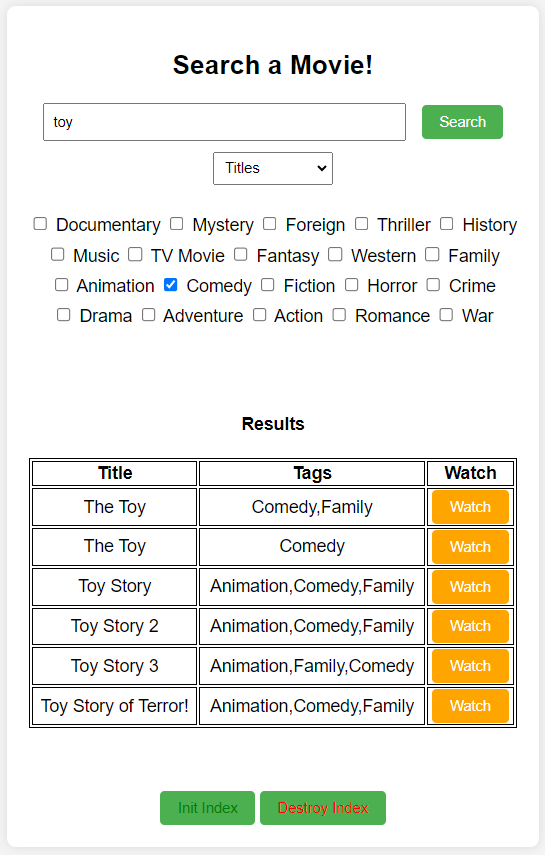 Search a Movie!
toy Search
Titles
Documentary Mystery Foreign Thriller History
Music TV Movie Fantasy Western Family
Animation Comedy Fiction Horror Crime
Drama Adventure Action Romance War
Results
Title Tags Watch
The Toy Comedy,Family Watch
The Toy Comedy Watch
Toy Story Animation,Comedy,Family Watch
Toy Story 2 Animation,Comedy,Family Watch
Toy Story 3 Animation,Family,Comedy Watch
Toy Story of Terror! Animation,Comedy,Family Watch
Init Index Destroy Index